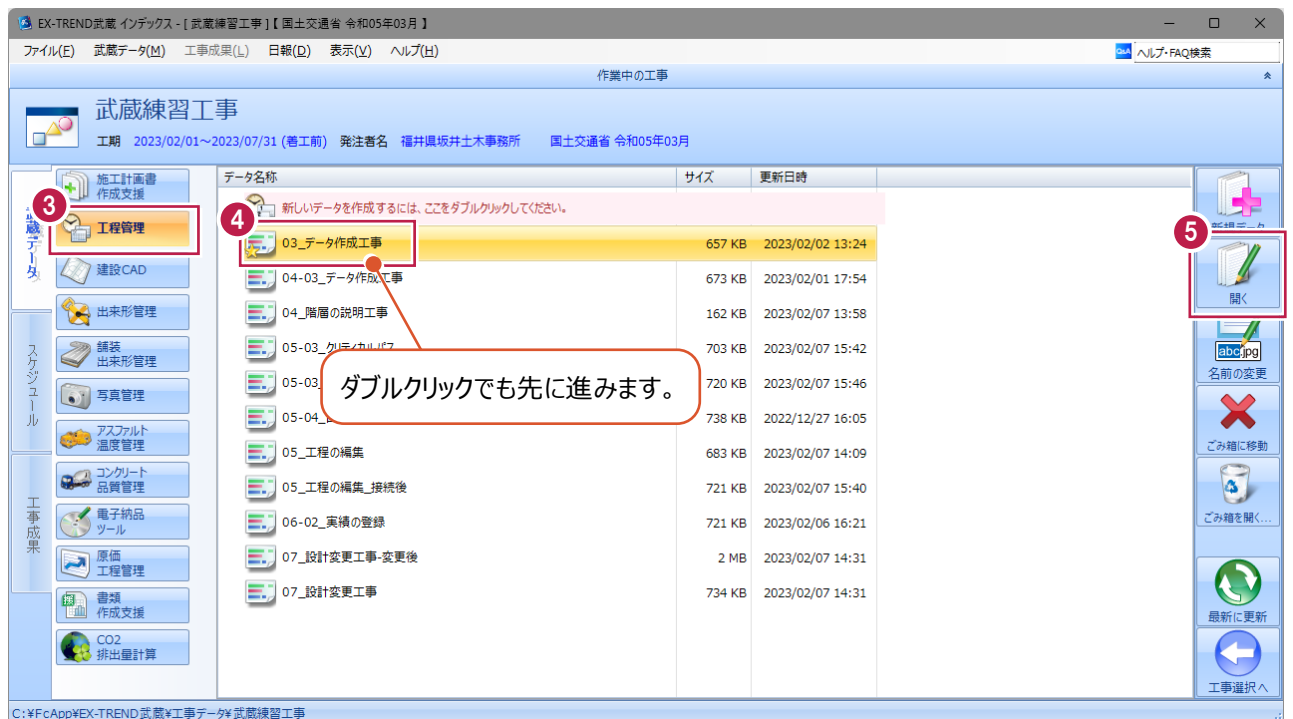 EX-TREND武蔵 インデックス - [ 武蔵練習工事 ]【 国土交通省 令和05年03月 】
ファイル(F) 武蔵データ(M) 工事成果(L) 日報(D) 表示(V) ヘルプ(H)
Q&A ヘルプ・FAQ検索
作業中の工事
武蔵練習工事
工期 2023/02/01～2023/07/31 (着工前) 発注者名 福井県坂井土木事務所 国土交通省 令和05年03月
武蔵データ
スケジュール
工事成果
施工計画書
作成支援
3
工程管理
建設CAD
出来形管理
舗装
出来形管理
写真管理
アスファルト
温度管理
コンクリート
品質管理
電子納品
ツール
原価
工程管理
書類
作成支援
CO2
排出量計算
データ名称 サイズ 更新日時
新しいデータを作成するには、ここをダブルクリックしてください。
4
03_データ作成工事 657 KB 2023/02/02 13:24
04-03_データ作成工事 673 KB 2023/02/01 17:54
04_階層の説明工事 162 KB 2023/02/07 13:58
05-03_クリティカルパス 703 KB 2023/02/07 15:42
05-03 720 KB 2023/02/07 15:46
05-04_ 738 KB 2022/12/27 16:05
05_工程の編集 683 KB 2023/02/07 14:09
05_工程の編集_接続後 721 KB 2023/02/07 15:40
06-02_実績の登録 721 KB 2023/02/06 16:21
07_設計変更工事-変更後 2 MB 2023/02/07 14:31
07_設計変更工事 734 KB 2023/02/07 14:31
ダブルクリックでも先に進みます。
新規データ
5
開く
abc.jpg
名前の変更
ごみ箱に移動
ごみ箱を開く...
最新に更新
工事選択へ
C:¥FcApp¥EX-TREND武蔵¥工事データ¥武蔵練習工事